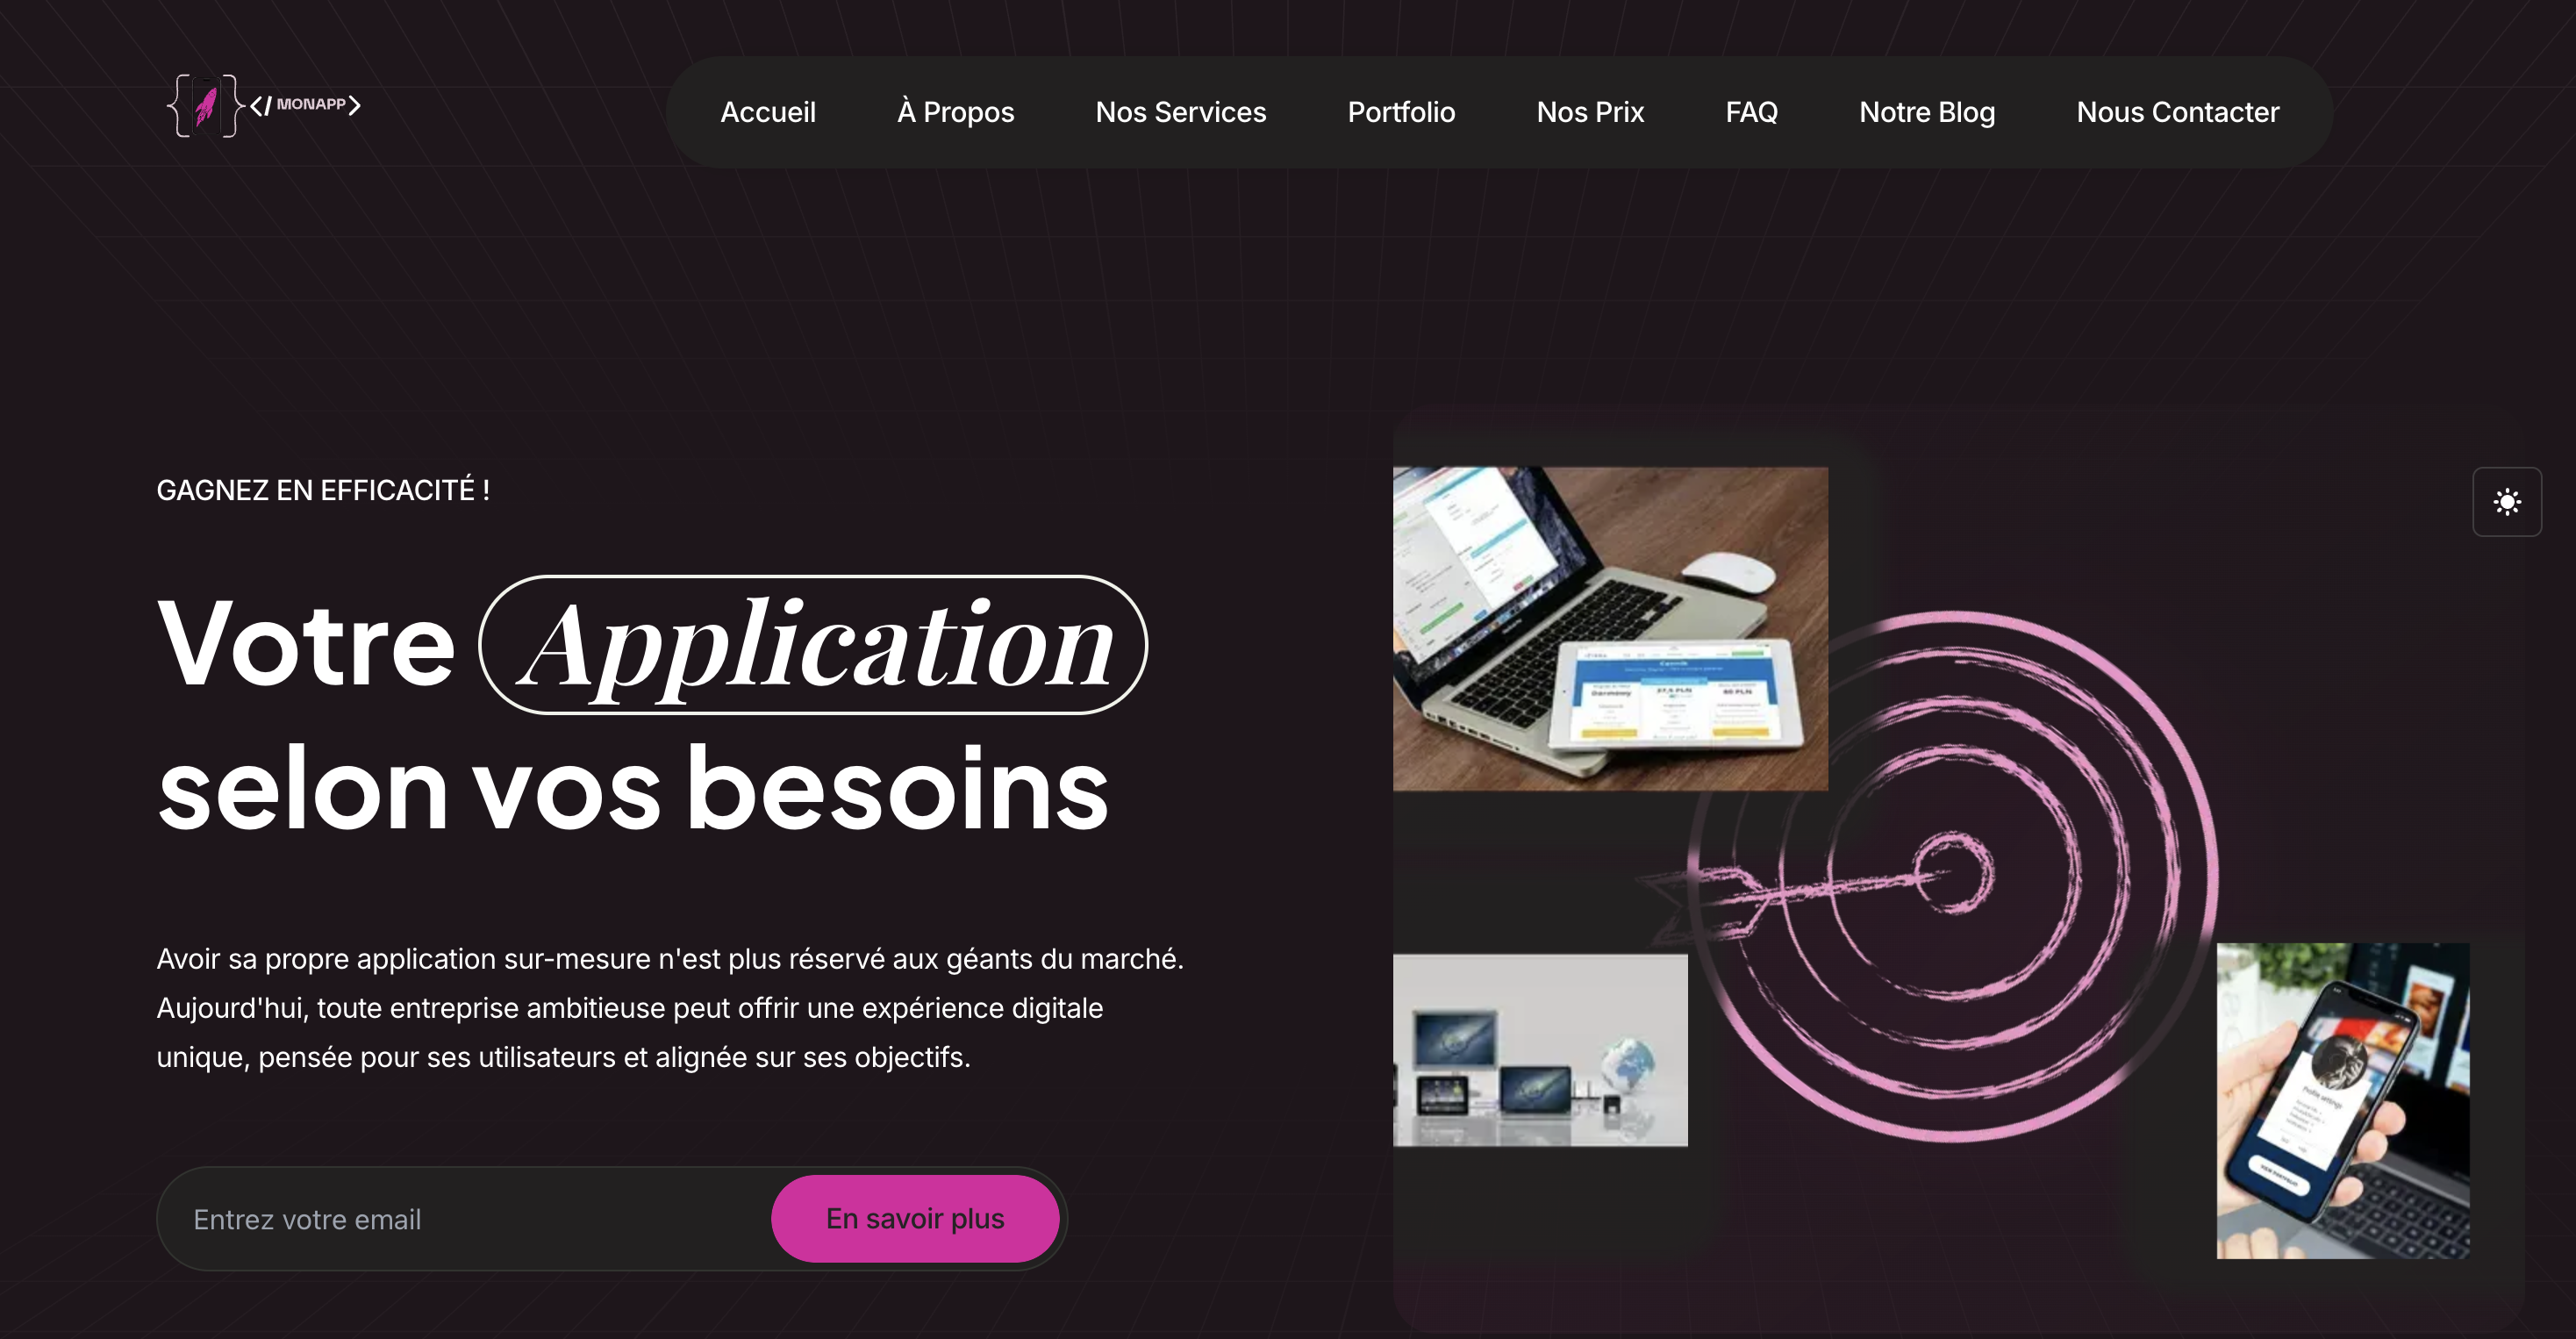 </ MONAPP>
Accueil À Propos Nos Services Portfolio Nos Prix FAQ Notre Blog Nous Contacter
GAGNEZ EN EFFICACITÉ !
Votre Application
selon vos besoins
Avoir sa propre application sur-mesure n'est plus réservé aux géants du marché.
Aujourd'hui, toute entreprise ambitieuse peut offrir une expérience digitale
unique, pensée pour ses utilisateurs et alignée sur ses objectifs.
Entrez votre email
En savoir plus
Profile settings